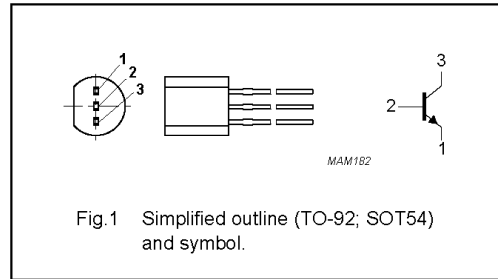 1
2
3
3
2
1
MAM182
Fig.1 Simplified outline (TO-92; SOT54)
and symbol.